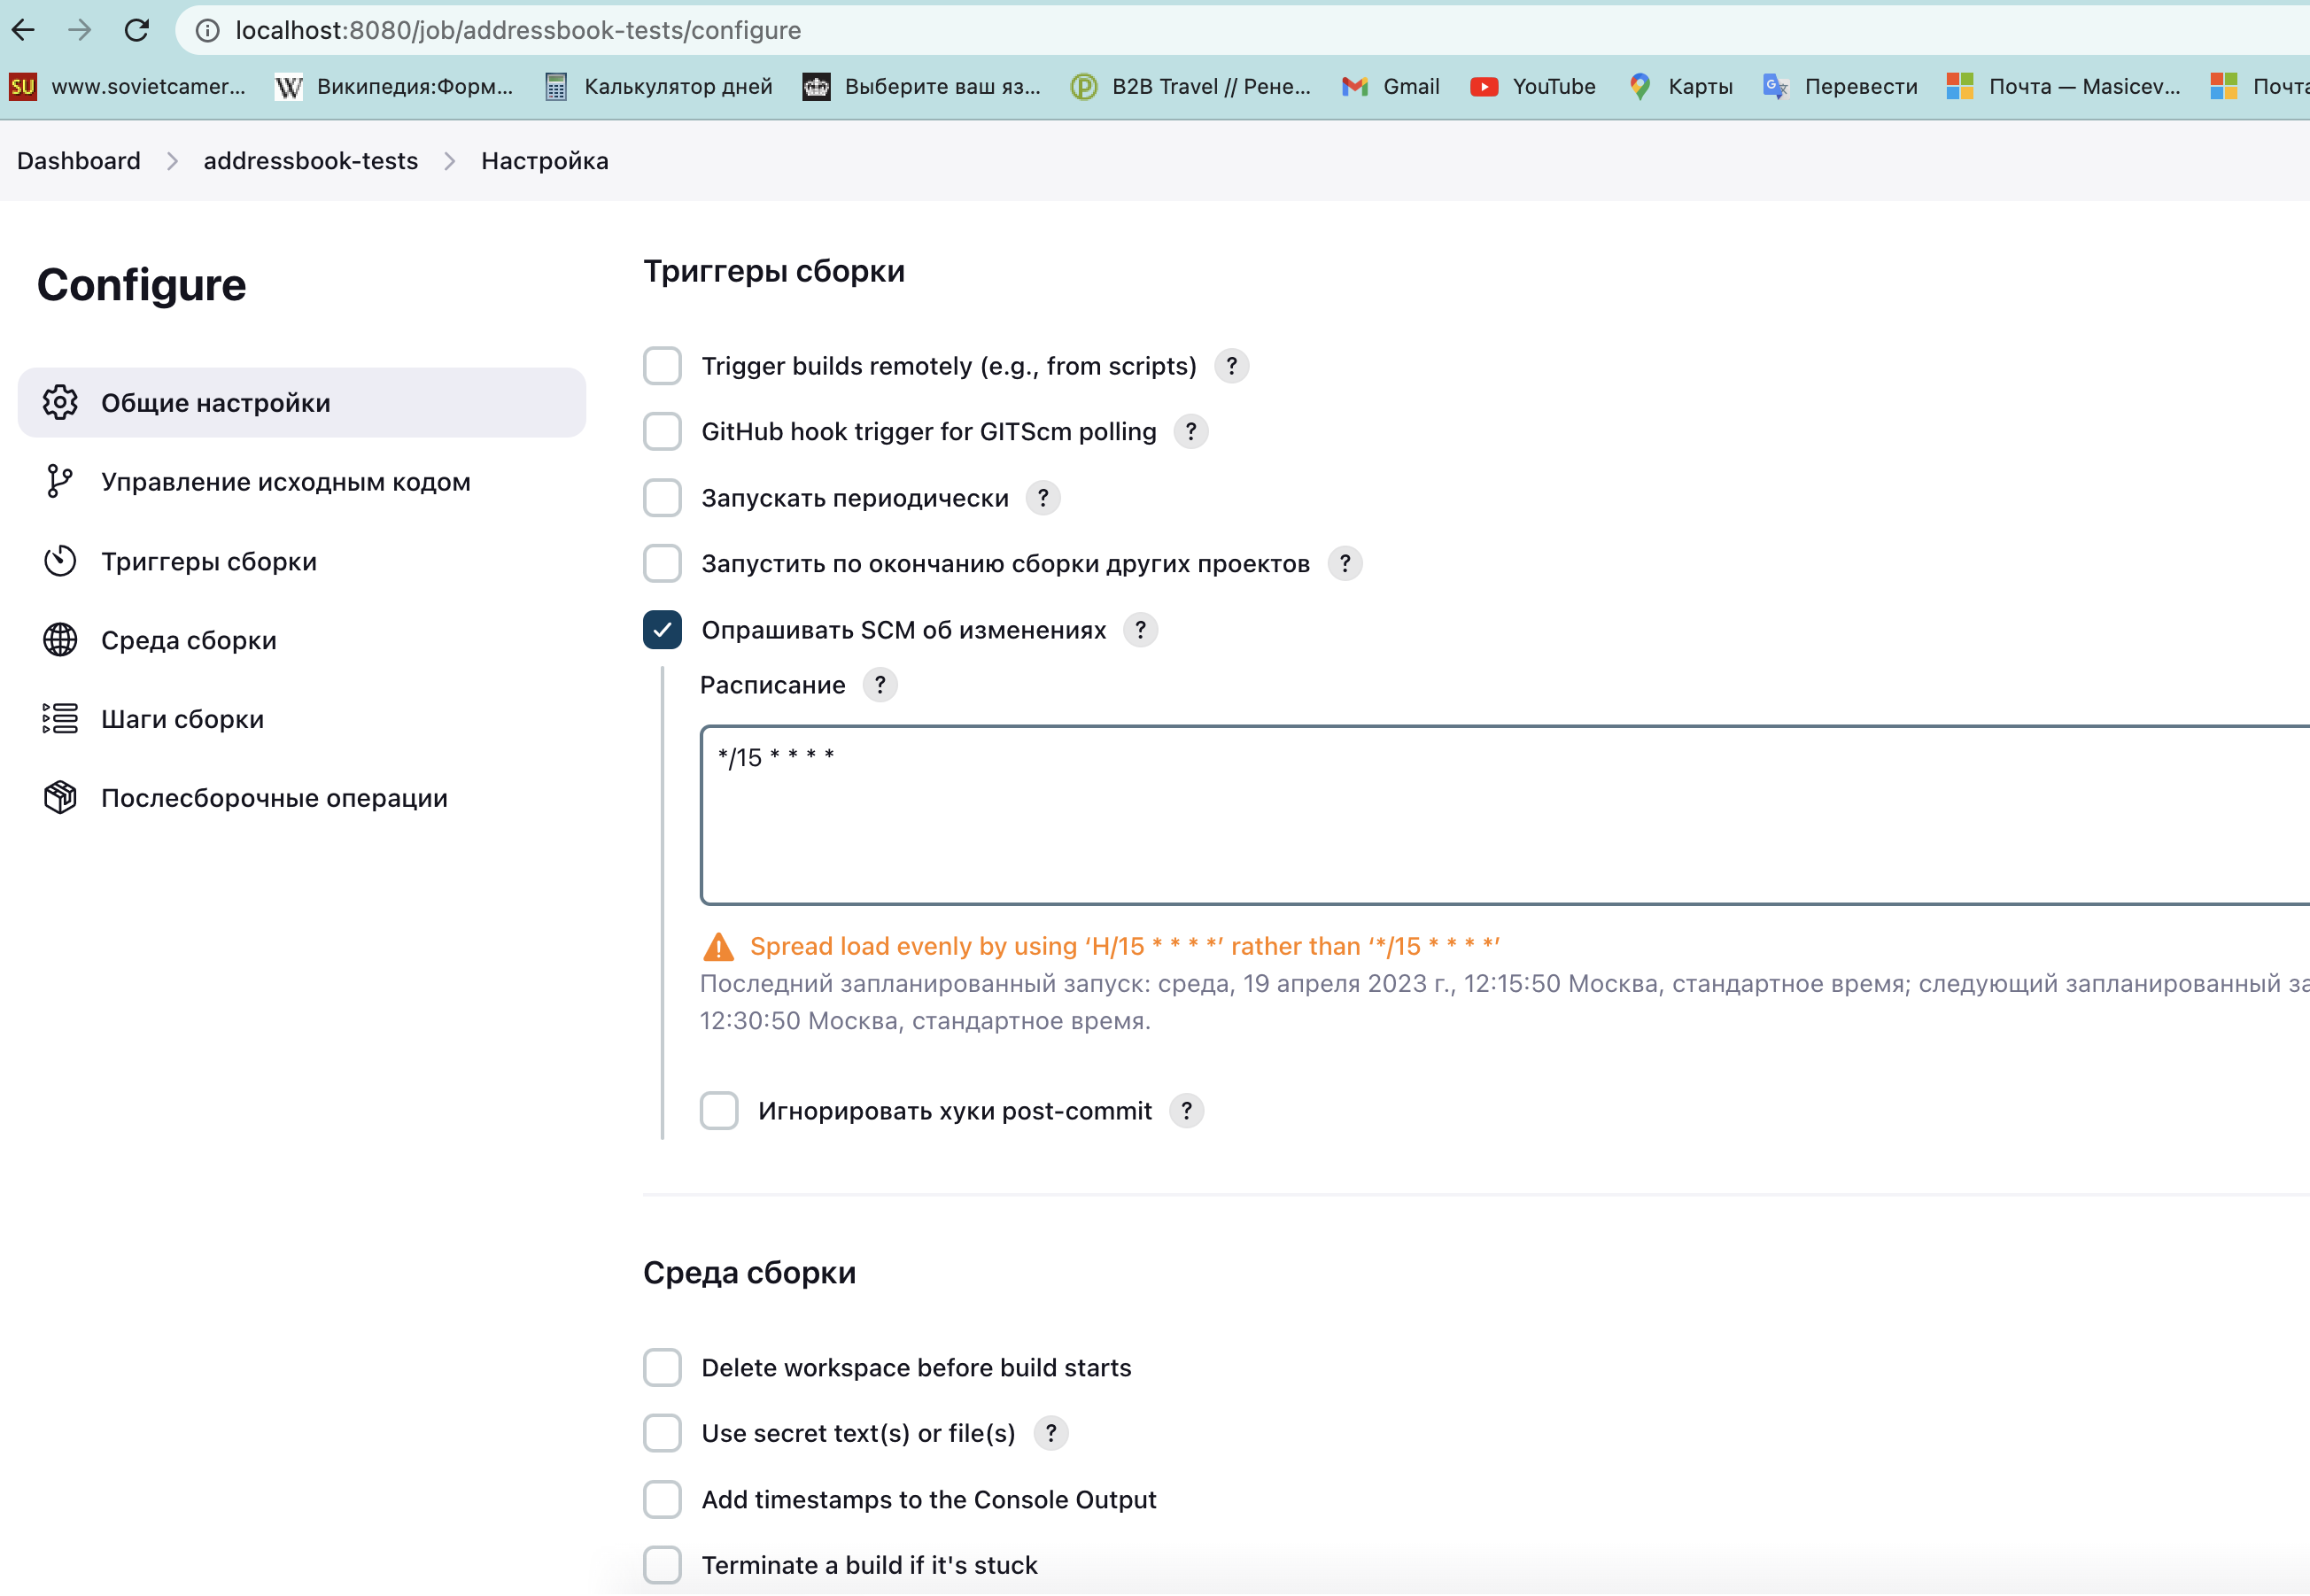 localhost:8080/job/addressbook-tests/configure
SU www.sovietcamer... W Википедия:Форм... Калькулятор дней Выберите ваш яз... P B2B Travel // Рене... Gmail YouTube Карты Перевести Почта — Masicev... Почта
Dashboard > addressbook-tests > Настройка
Configure
Общие настройки
Управление исходным кодом
Триггеры сборки
Среда сборки
Шаги сборки
Послесборочные операции
Триггеры сборки
Trigger builds remotely (e.g., from scripts) ?
GitHub hook trigger for GITScm polling ?
Запускать периодически ?
Запустить по окончанию сборки других проектов ?
Опрашивать SCM об изменениях ?
Расписание ?
*/15 * * * *
Spread load evenly by using ‘H/15 * * * *’ rather than ‘*/15 * * * *’
Последний запланированный запуск: среда, 19 апреля 2023 г., 12:15:50 Москва, стандартное время; следующий запланированный за
12:30:50 Москва, стандартное время.
Игнорировать хуки post-commit ?
Среда сборки
Delete workspace before build starts
Use secret text(s) or file(s) ?
Add timestamps to the Console Output
Terminate a build if it's stuck